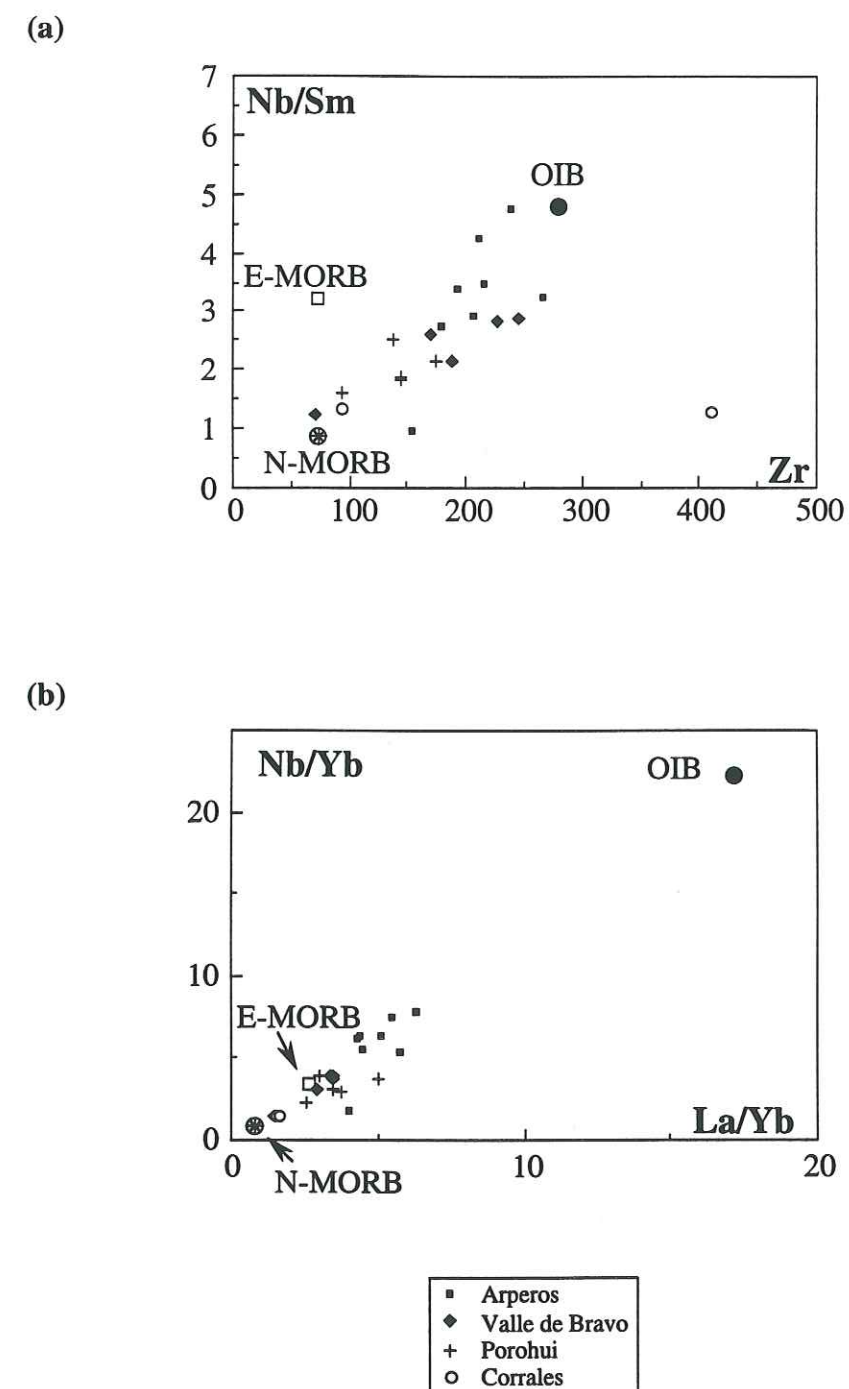 (a)
7
Nb/Sm
6
OIB
5
4
E-MORB
3
2
1
N-MORB
Zr
0
0 100 200 300 400 500
(b)
Nb/Yb
OIB
20
10
E-MORB
La/Yb
0
0 10 20
N-MORB
Arperos
Valle de Bravo
Porohui
Corrales